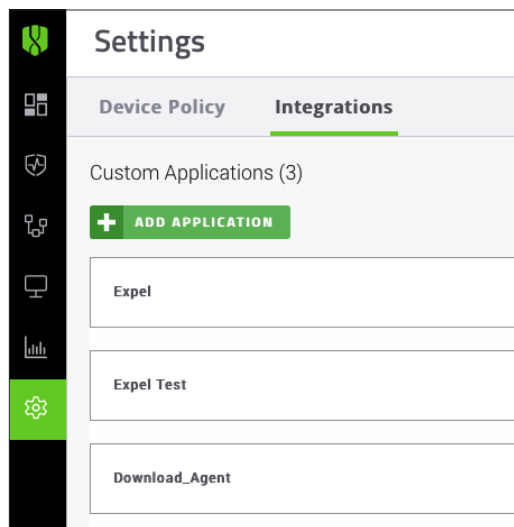 Settings
Device Policy Integrations
Custom Applications (3)
ADD APPLICATION
Expel
Expel Test
Download_Agent